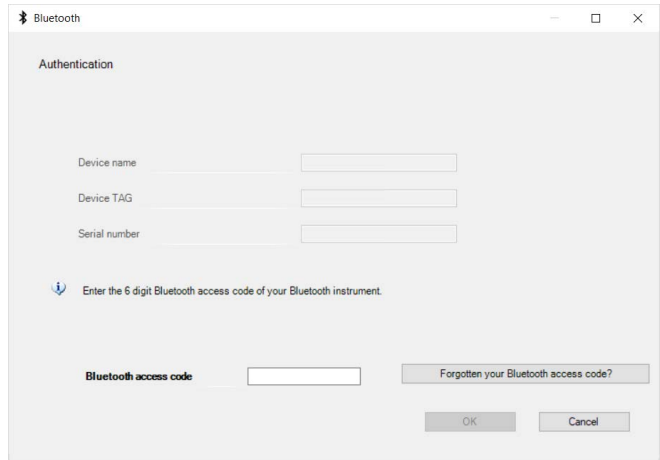 Bluetooth
Authentication
Device name
Device TAG
Serial number
Enter the 6 digit Bluetooth access code of your Bluetooth instrument.
Bluetooth access code
Forgotten your Bluetooth access code?
OK
Cancel